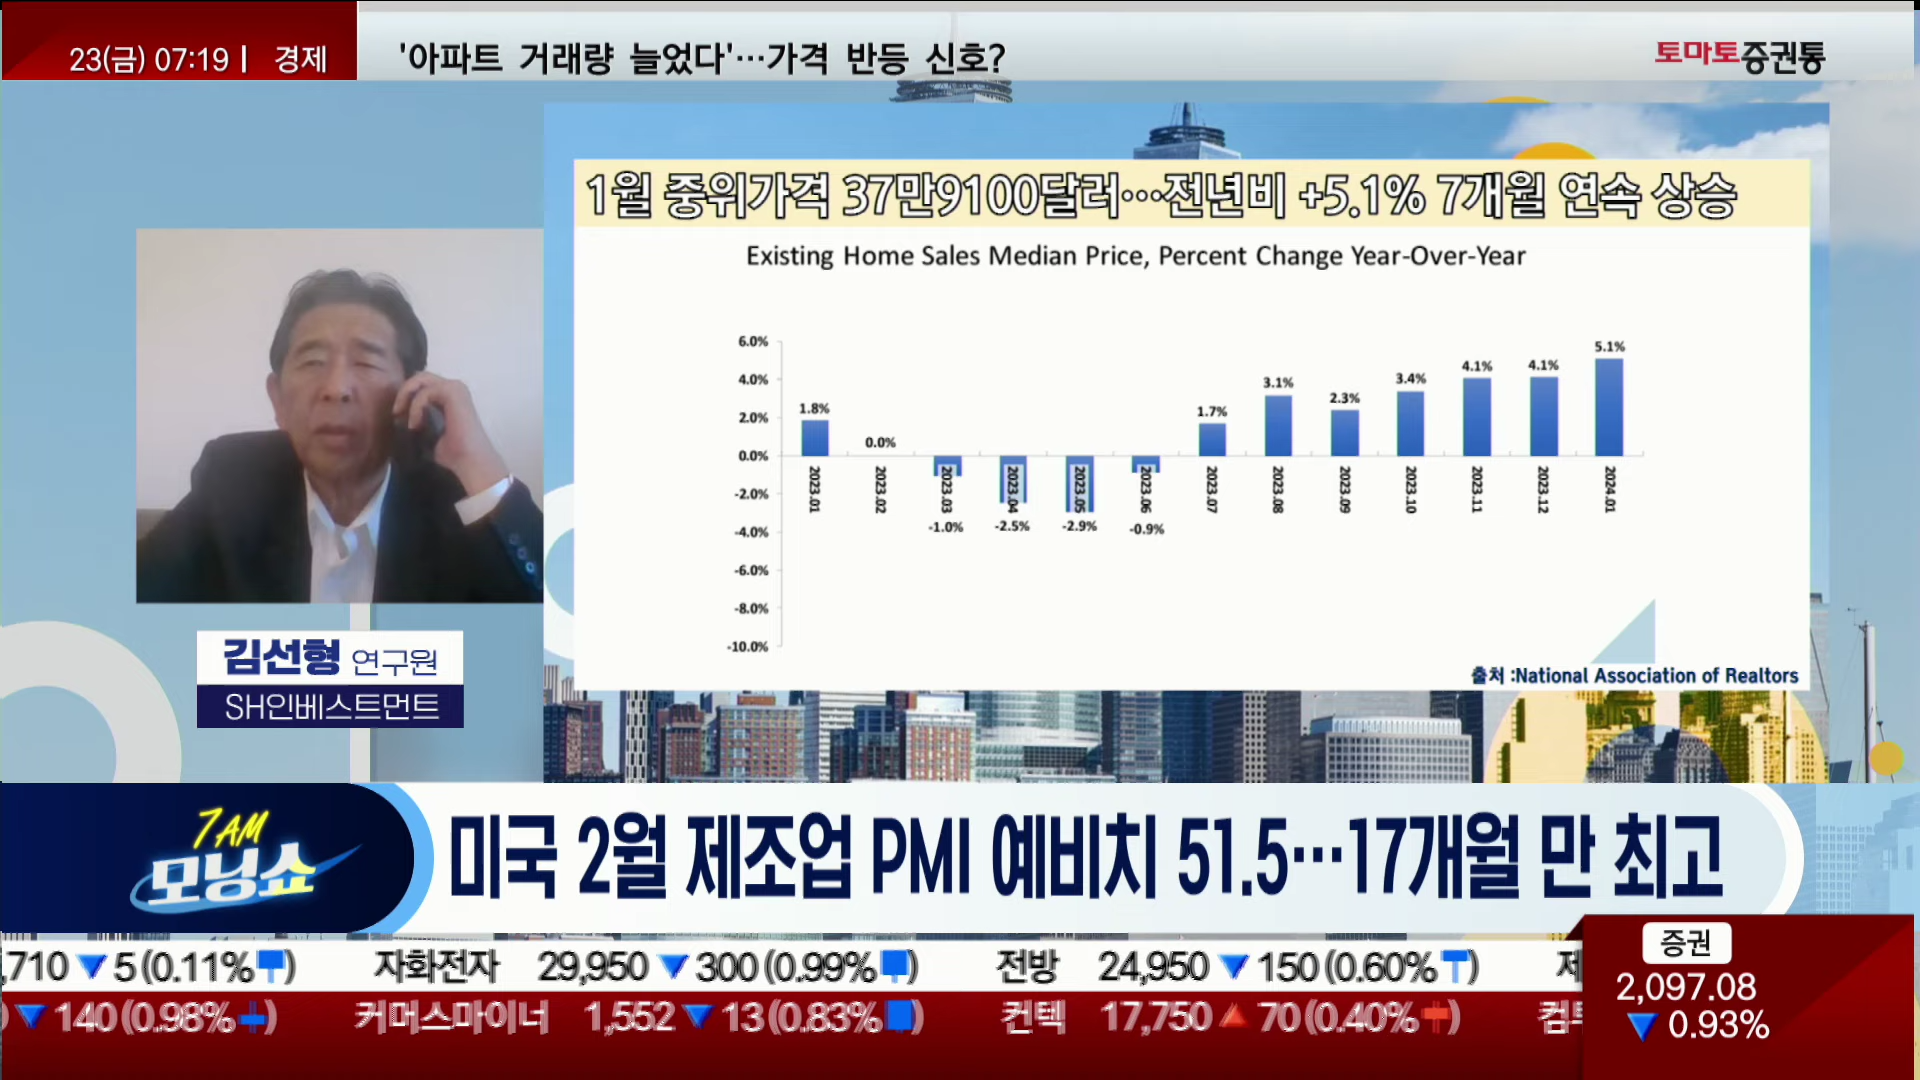 23(금) 07:19 | 경제
'아파트 거래량 늘었다'…가격 반등 신호?
토마토증권통
1월 중위가격 37만9100달러…전년비 +5.1% 7개월 연속 상승
Existing Home Sales Median Price, Percent Change Year-Over-Year
6.0%
4.0%
2.0%
0.0%
-2.0%
-4.0%
-6.0%
-8.0%
-10.0%
1.8%
0.0%
-1.0%
-2.5%
-2.9%
-0.9%
1.7%
3.1%
2.3%
3.4%
4.1%
4.1%
5.1%
2023.01
2023.02
2023.03
2023.04
2023.05
2023.06
2023.07
2023.08
2023.09
2023.10
2023.11
2023.12
2024.01
출처 :National Association of Realtors
김선형 연구원
SH인베스트먼트
7 AM
모닝쇼
미국 2월 제조업 PMI 예비치 51.5…17개월 만 최고
,710 ▼ 5(0.11%) 자화전자 29,950 ▼ 300(0.99%) 전방 24,950 ▼ 150(0.60%) 제
▼ 140(0.98%) 커머스마이너 1,552 ▼ 13(0.83%) 컨텍 17,750 ▲ 70(0.40%)
증권
2,097.08
▼ 0.93%